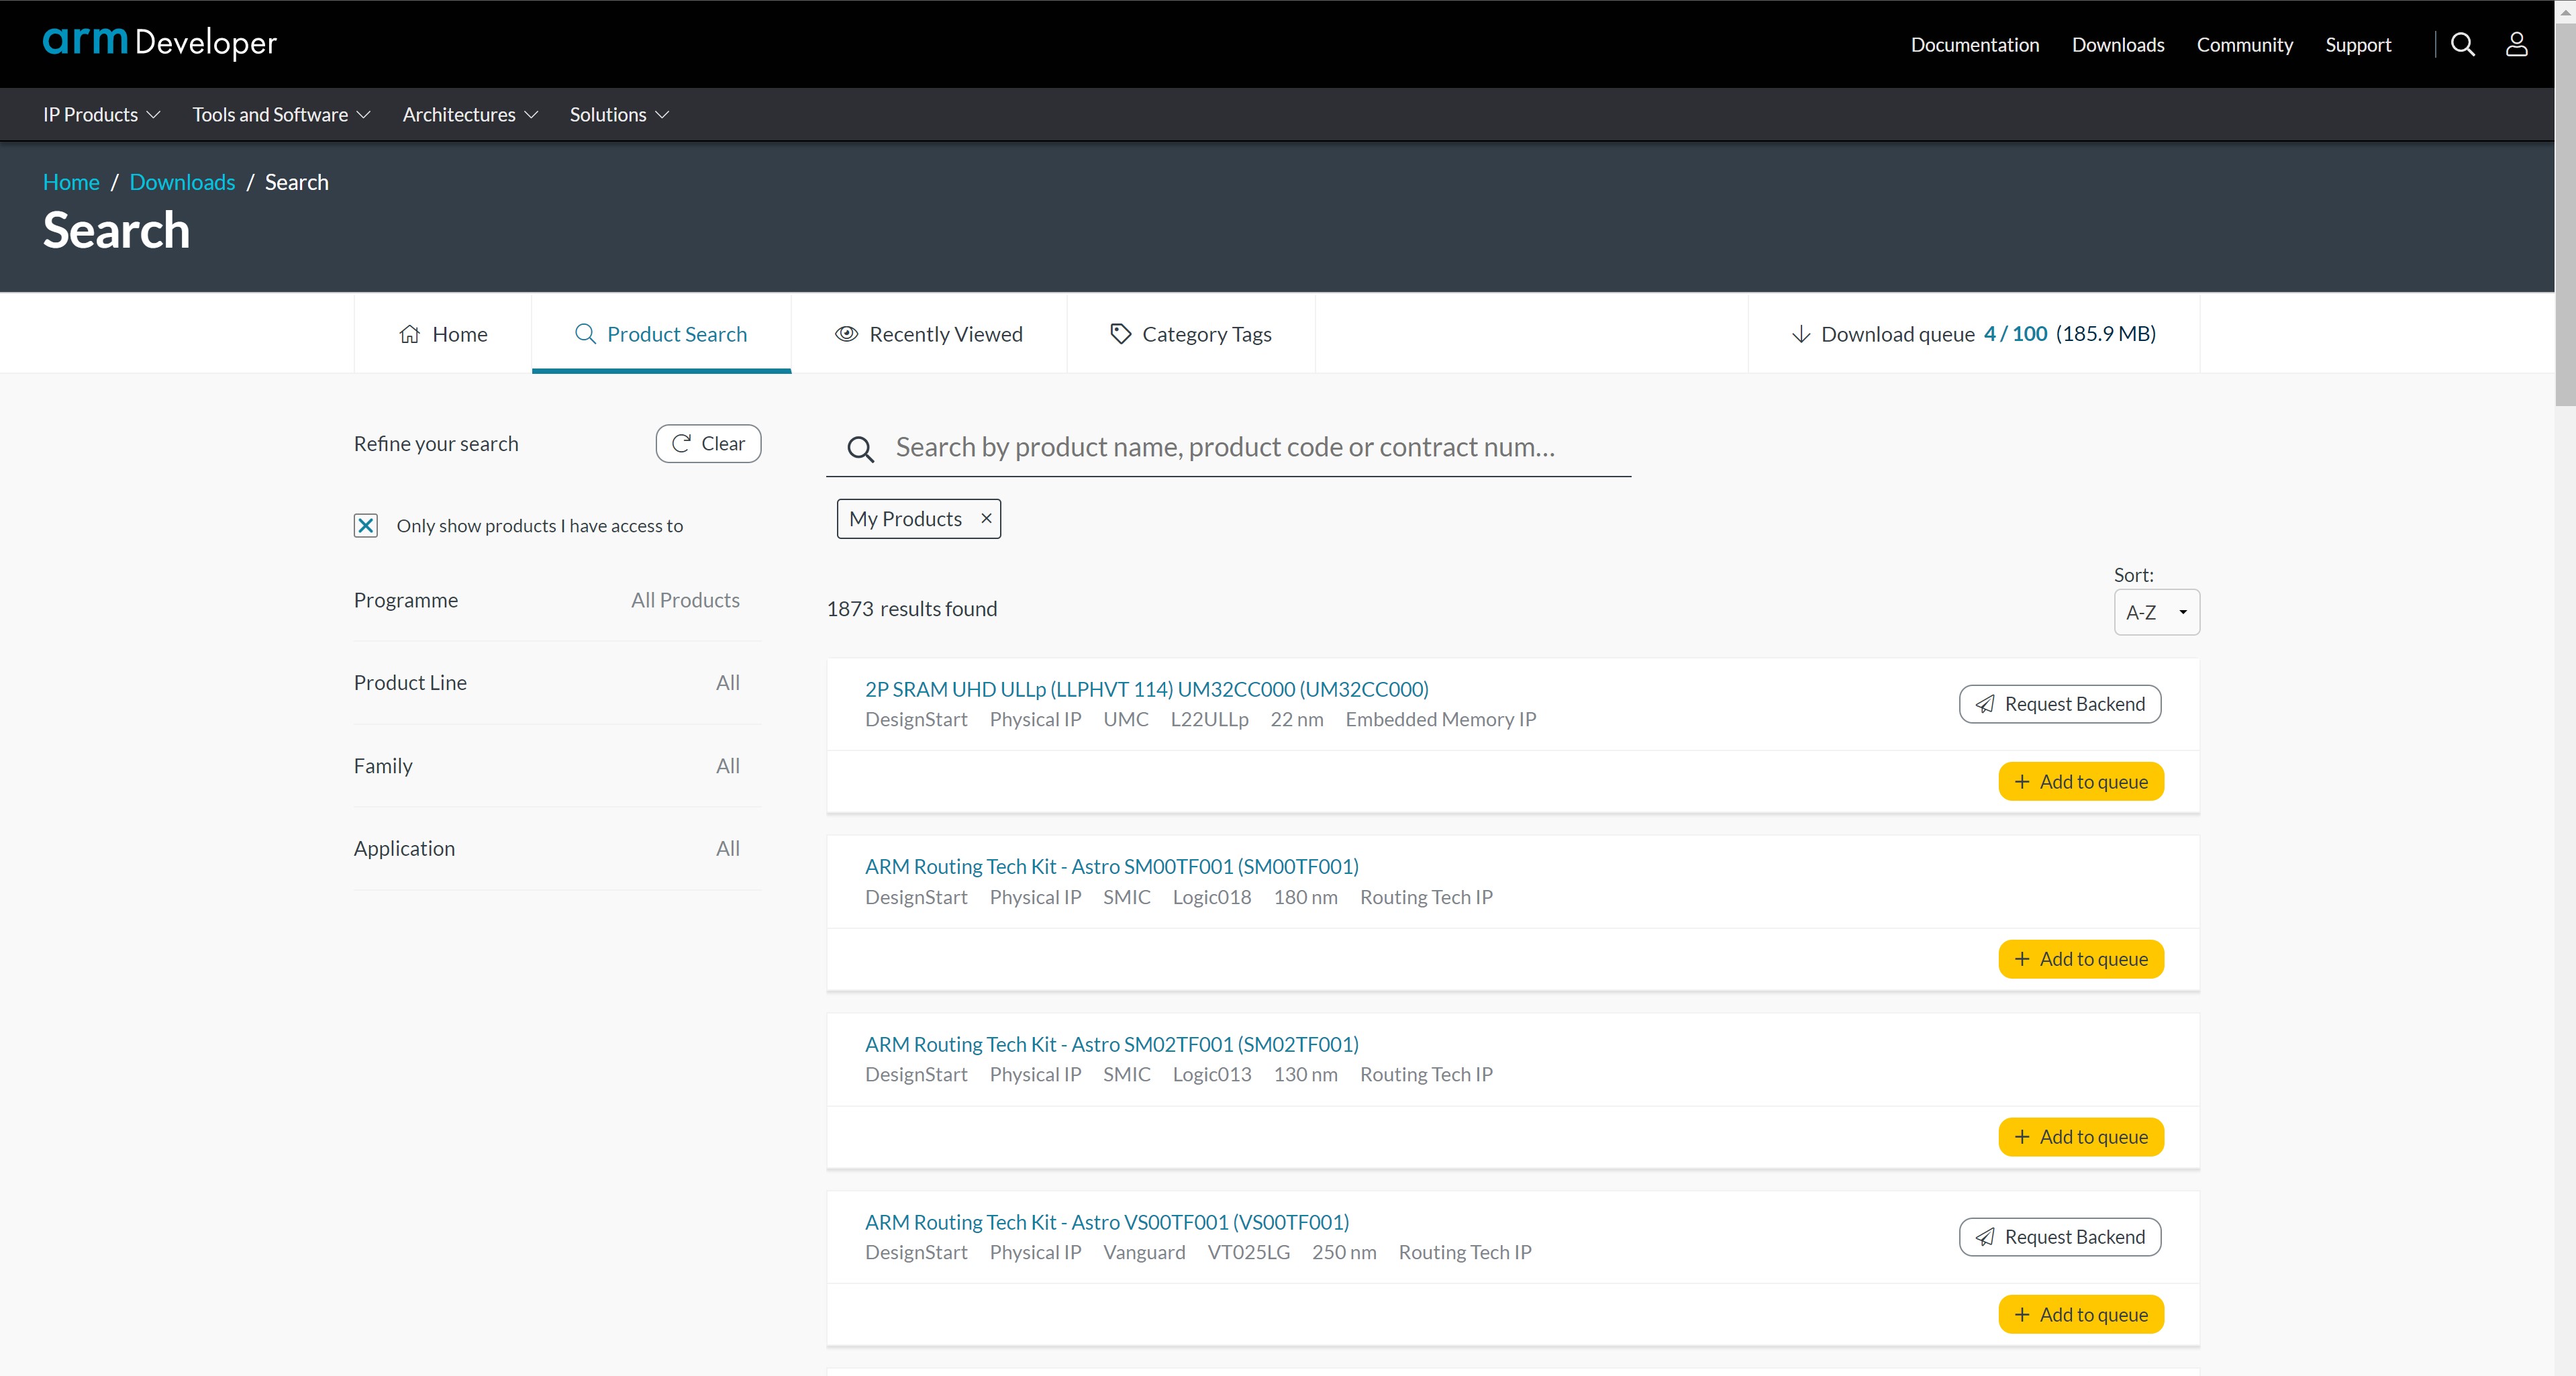 arm Developer
Documentation Downloads Community Support
IP Products Tools and Software Architectures Solutions
Home / Downloads / Search
Search
Home Product Search Recently Viewed Category Tags Download queue 4 / 100 (185.9 MB)
Refine your search Clear
Search by product name, product code or contract num...
Only show products I have access to
My Products ×
Programme All Products
Product Line All
Family All
Application All
Sort:
1873 results found
A-Z
2P SRAM UHD ULLp (LLPHVT 114) UM32CC000 (UM32CC000)
DesignStart Physical IP UMC L22ULLp 22 nm Embedded Memory IP
Request Backend
+ Add to queue
ARM Routing Tech Kit - Astro SM00TF001 (SM00TF001)
DesignStart Physical IP SMIC Logic018 180 nm Routing Tech IP
+ Add to queue
ARM Routing Tech Kit - Astro SM02TF001 (SM02TF001)
DesignStart Physical IP SMIC Logic013 130 nm Routing Tech IP
+ Add to queue
ARM Routing Tech Kit - Astro VS00TF001 (VS00TF001)
DesignStart Physical IP Vanguard VT025LG 250 nm Routing Tech IP
Request Backend
+ Add to queue